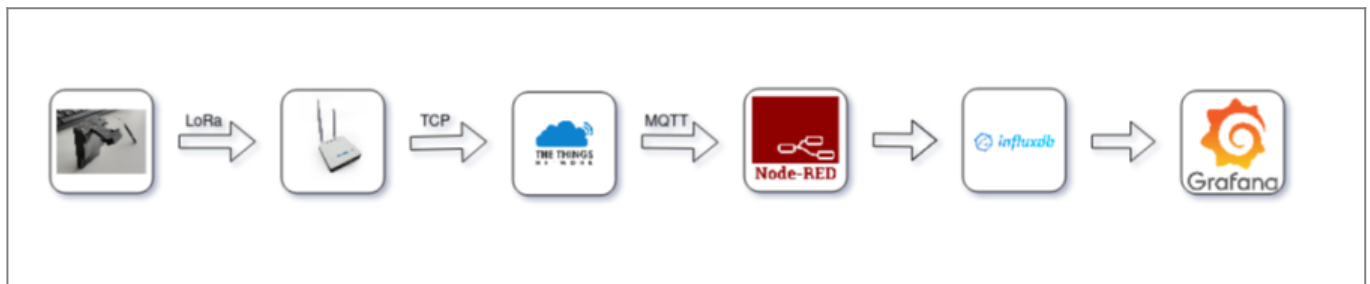 LoRa
TCP
MQTT
THE THINGS
Node-RED
influxdb
Grafana